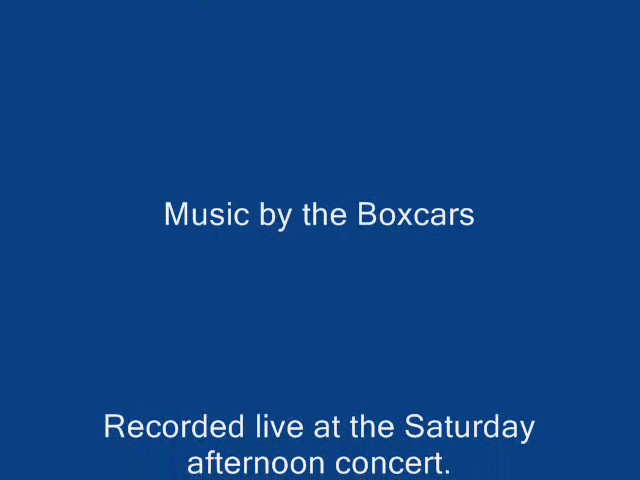 Music by the Boxcars
Recorded live at the Saturday
afternoon concert.